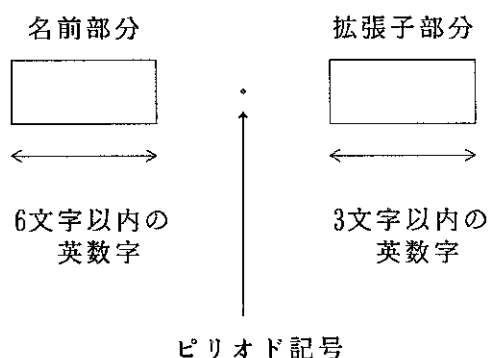 名前部分
拡張子部分
.
6文字以内の
英数字
3文字以内の
英数字
ピリオド記号